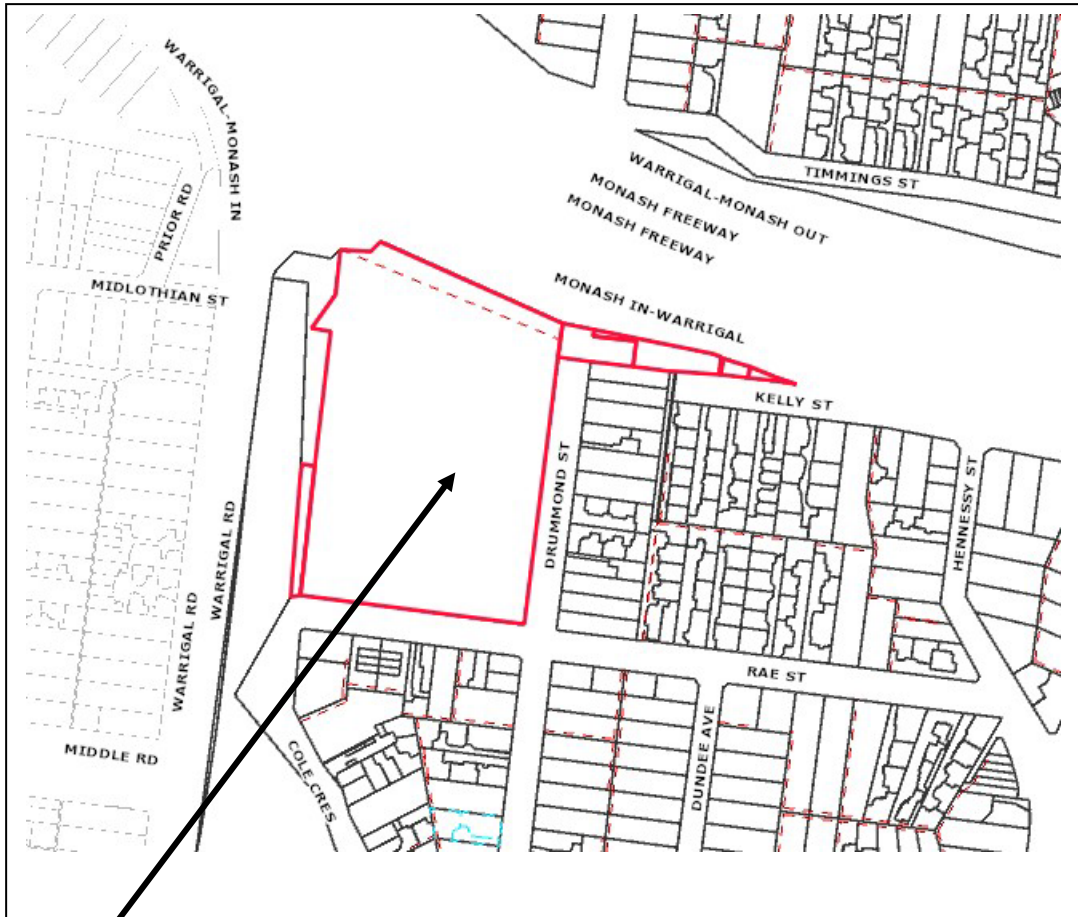 WARRIGAL-MONASH IN
PRIOR RD
MIDLOTHIAN ST
TIMMINGS ST
WARRIGAL-MONASH OUT
MONASH FREEWAY
MONASH FREEWAY
MONASH IN-WARRIGAL
KELLY ST
DRUMMOND ST
HENNESSY ST
WARRIGAL RD
WARRIGAL RD
RAE ST
MIDDLE RD
COLE CRES
DUNDEE AVE